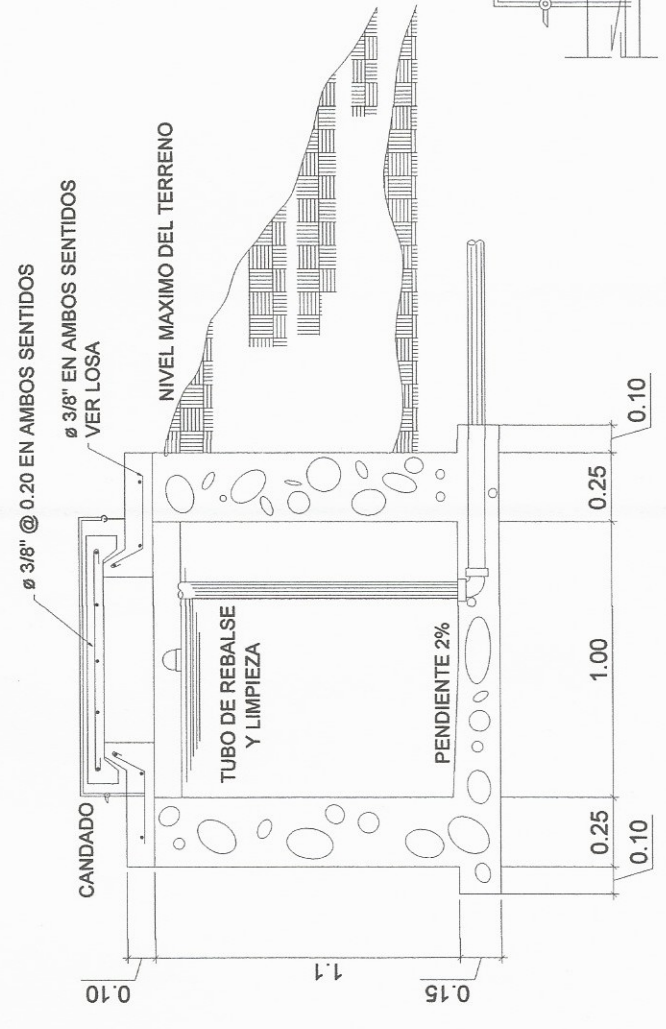 ø 3/8" @ 0.20 EN AMBOS SENTIDOS
ø 3/8" EN AMBOS SENTIDOS
VER LOSA
CANDADO
NIVEL MAXIMO DEL TERRENO
TUBO DE REBALSE
Y LIMPIEZA
PENDIENTE 2%
0.10
1.1
0.15
0.25
1.00
0.25
0.10
0.10